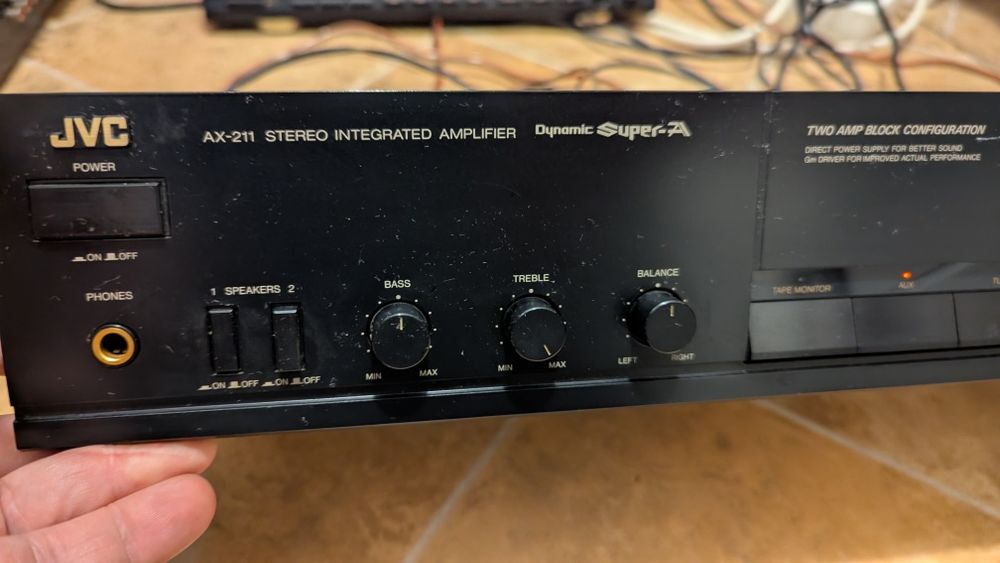 JVC
AX-211 STEREO INTEGRATED AMPLIFIER Dynamic Super-A
TWO AMP BLOCK CONFIGURATION
DIRECT POWER SUPPLY FOR BETTER SOUND
Gm DRIVER FOR IMPROVED ACTUAL PERFORMANCE
POWER
ON OFF
PHONES
1 SPEAKERS 2
ON OFF ON OFF
BASS
MIN MAX
TREBLE
MIN MAX
BALANCE
LEFT RIGHT
TAPE MONITOR
AUX